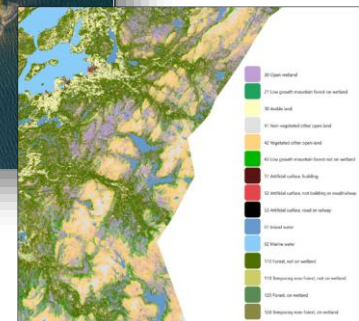 20 Open wetland
21 Low growth mountain forest on wetland
30 Arable land
41 Non-vegetated other open land
42 Vegetated other open land
43 Low growth mountain forest not on wetland
51 Artificial surface, building
52 Artificial surface, not building or road/railway
53 Artificial surface, road or railway
61 Inland water
62 Marine water
110 Forest, not on wetland
118 Temporary non-forest, not on wetland
120 Forest, on wetland
128 Temporary non-forest, on wetland